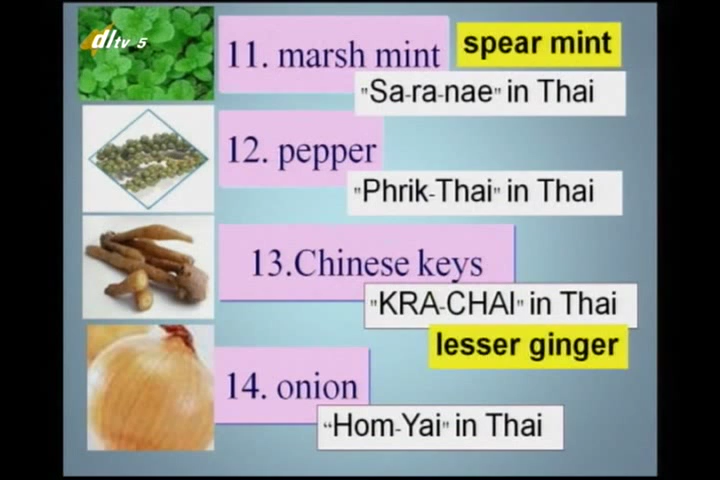 dltv 5
11. marsh mint
spear mint
"Sa-ra-nae" in Thai
12. pepper
"Phrik-Thai" in Thai
13.Chinese keys
"KRA-CHAI" in Thai
lesser ginger
14. onion
“Hom-Yai" in Thai